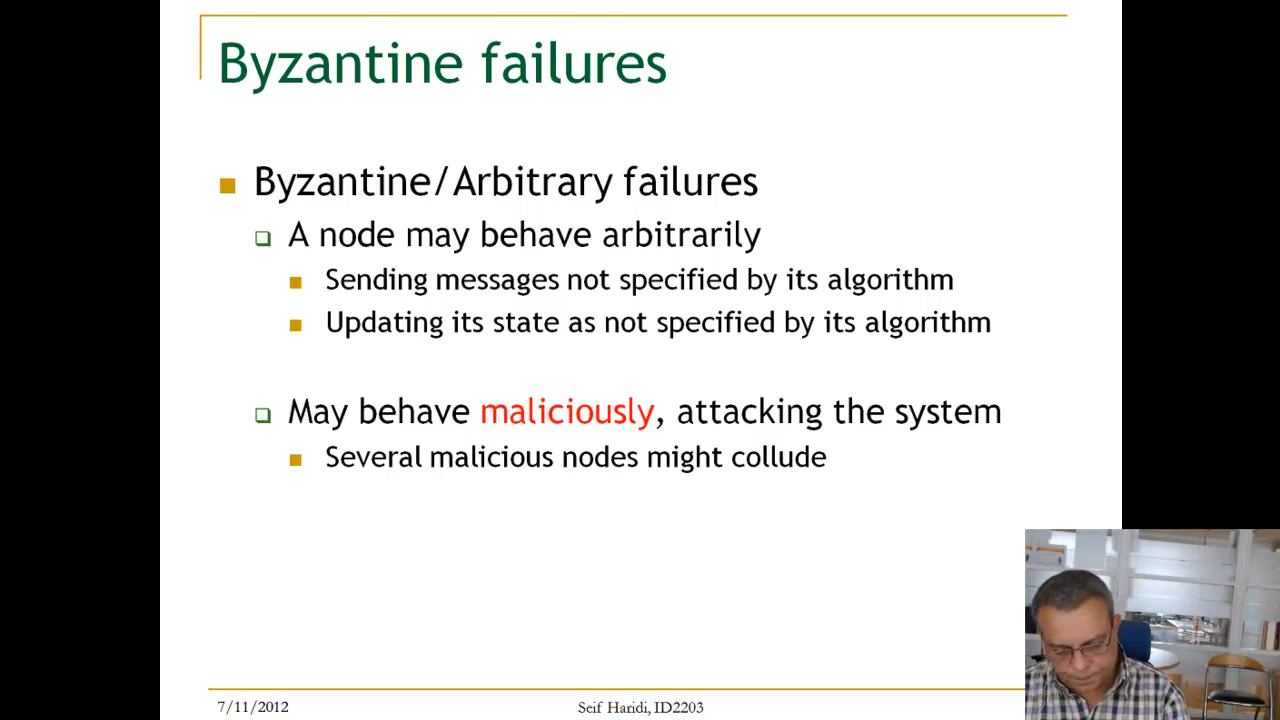 Byzantine failures
Byzantine/Arbitrary failures
A node may behave arbitrarily
Sending messages not specified by its algorithm
Updating its state as not specified by its algorithm
May behave maliciously, attacking the system
Several malicious nodes might collude
7/11/2012
Seif Haridi, ID2203